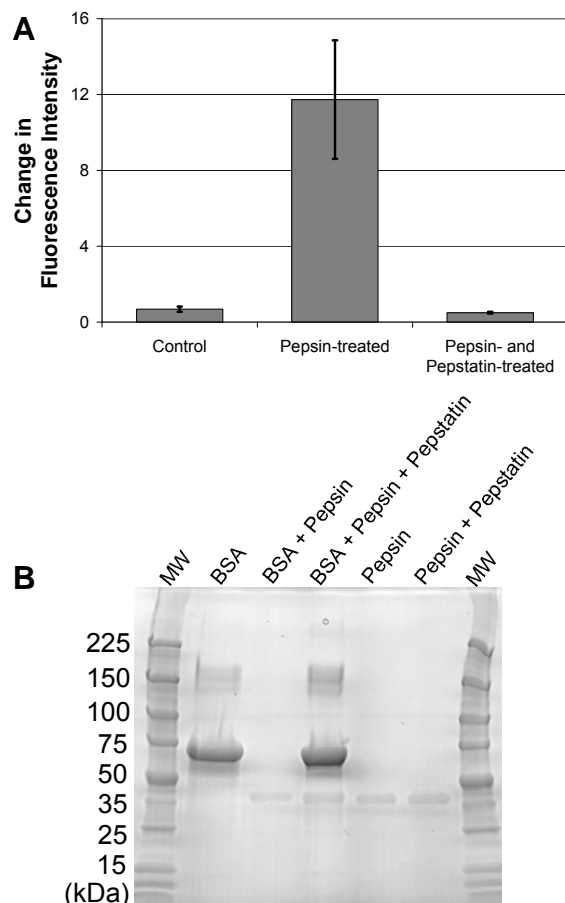 A
Change in
Fluorescence Intensity
16
12
8
4
0
Control
Pepsin-treated
Pepsin- and
Pepstatin-treated
B
MW
BSA
BSA + Pepsin
BSA + Pepsin + Pepstatin
Pepsin
Pepsin + Pepstatin
MW
225
150
100
75
50
35
25
15
(kDa)